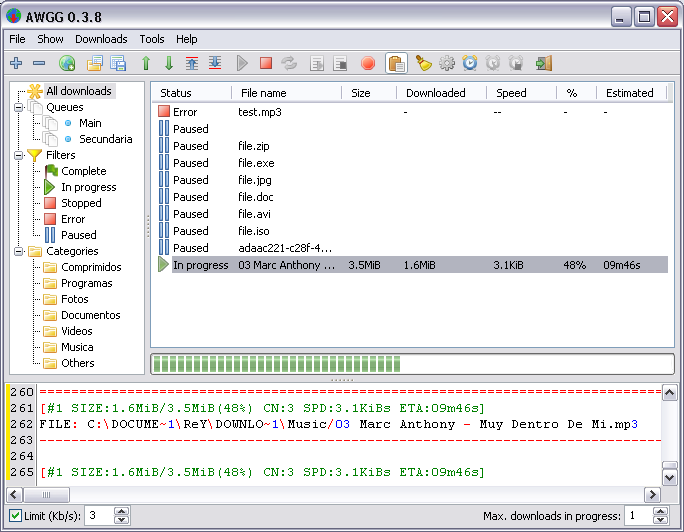 AWGG 0.3.8
File Show Downloads Tools Help
All downloads
Queues
Main
Secundaria
Filters
Complete
In progress
Stopped
Error
Paused
Categories
Comprimidos
Programas
Fotos
Documentos
Videos
Musica
Others
Status File name Size Downloaded Speed % Estimated
Error test.mp3 - -- - -
Paused
Paused file.zip
Paused file.exe
Paused file.jpg
Paused file.doc
Paused file.avi
Paused file.iso
Paused adaac221-c28f-4...
In progress 03 Marc Anthony ... 3.5MiB 1.6MiB 3.1KiB 48% 09m46s
260 ================================================================
261 [#1 SIZE:1.6MiB/3.5MiB(48%) CN:3 SPD:3.1KiBs ETA:09m46s]
262 FILE: C:\DOCUME~1\ReY\DOWNLO~1\Music/03 Marc Anthony - Muy Dentro De Mi.mp3
263 ----------------------------------------------------------------
264
265 [#1 SIZE:1.6MiB/3.5MiB(48%) CN:3 SPD:3.1KiBs ETA:09m46s]
Limit (Kb/s): 3 Max. downloads in progress: 1